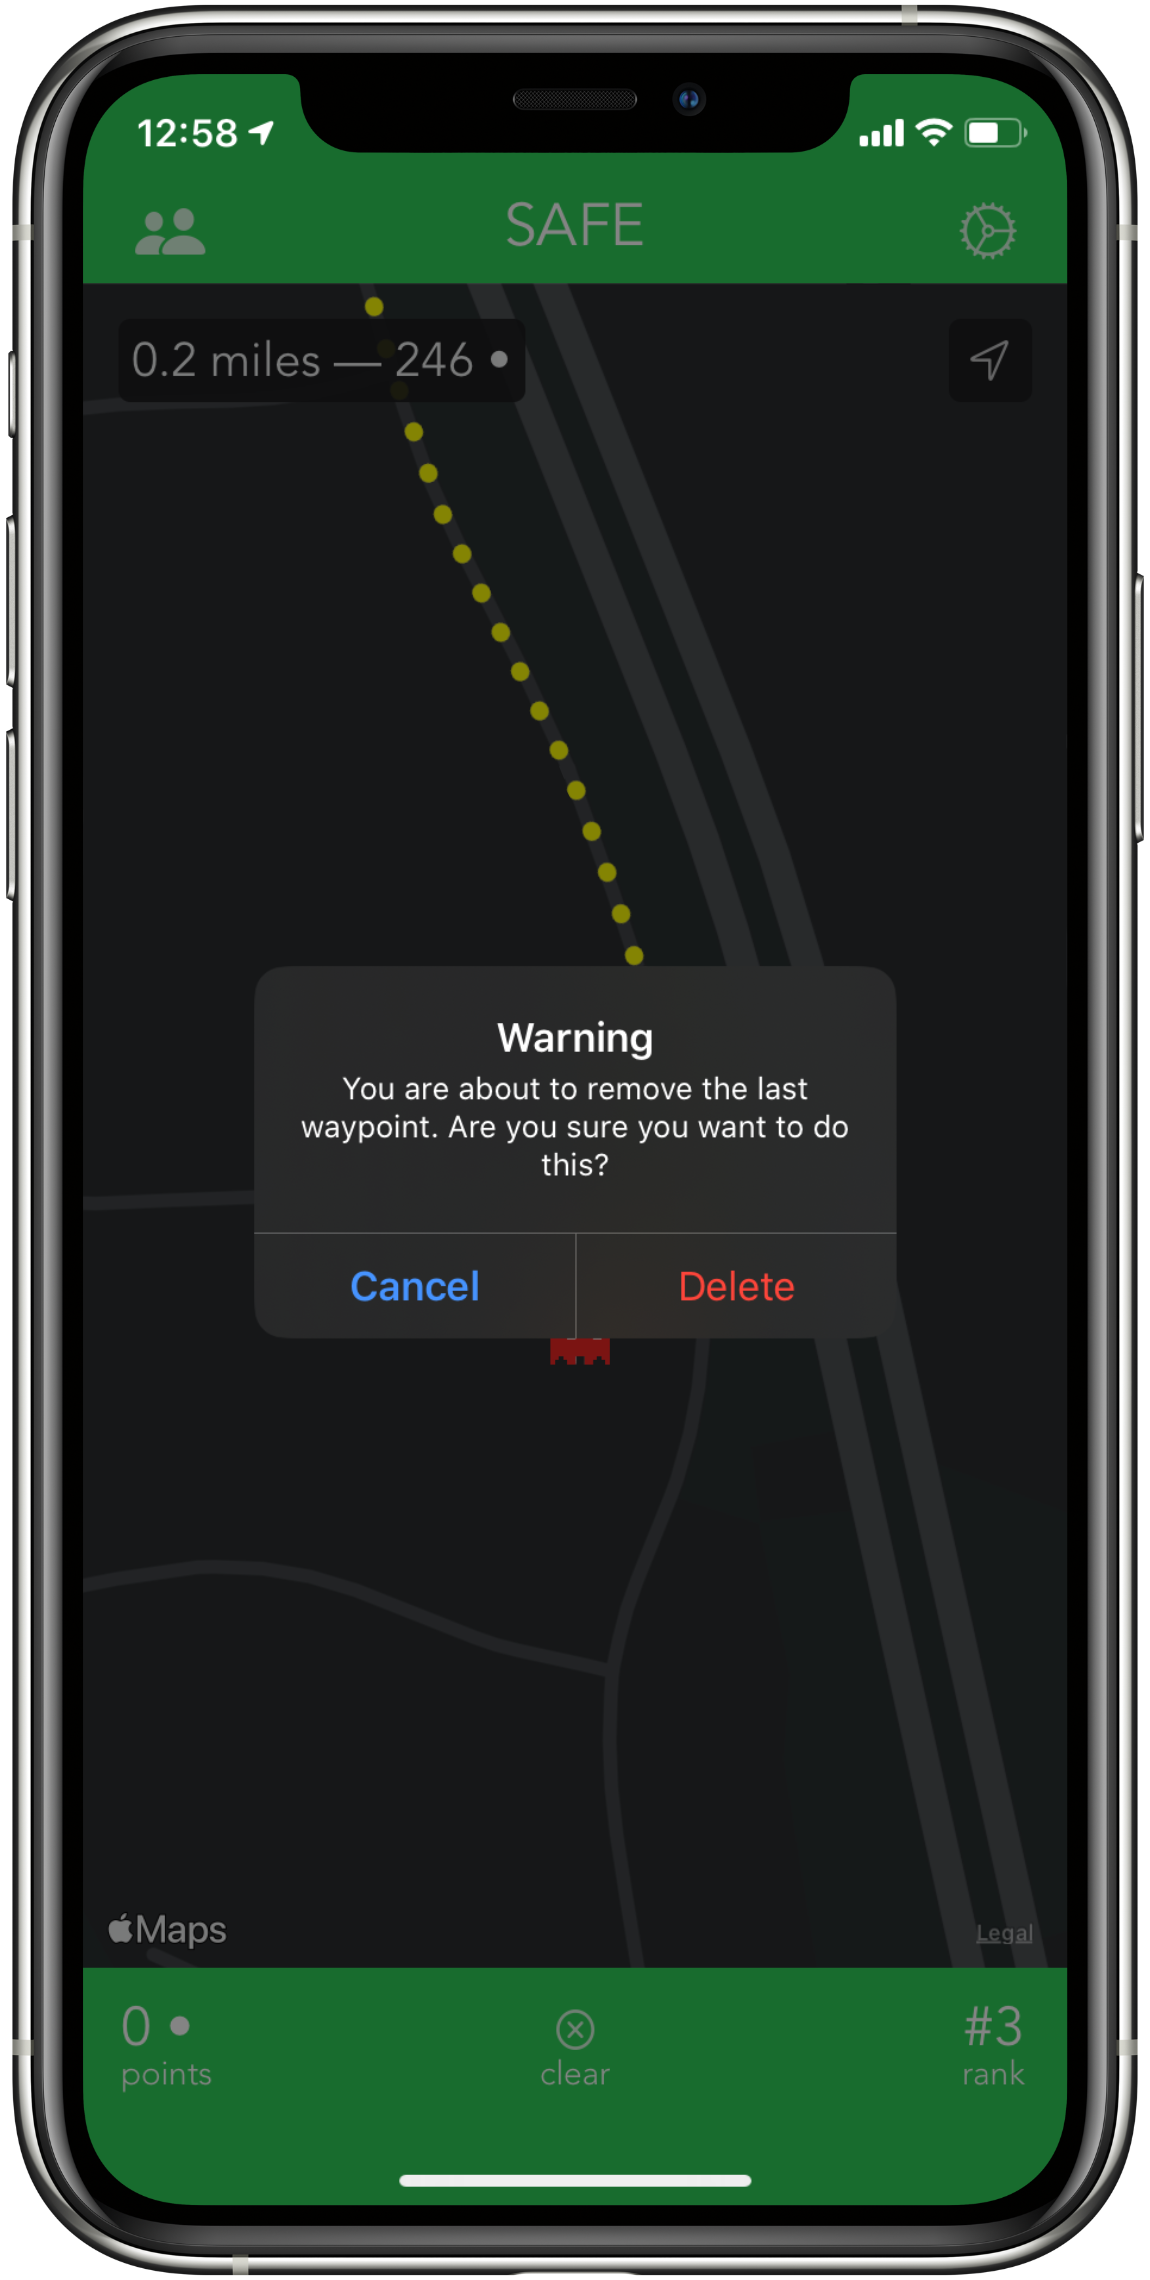 12:58
SAFE
0.2 miles — 246 •
Warning
You are about to remove the last
waypoint. Are you sure you want to do
this?
Cancel
Delete
Maps
Legal
0 •
points
clear
#3
rank